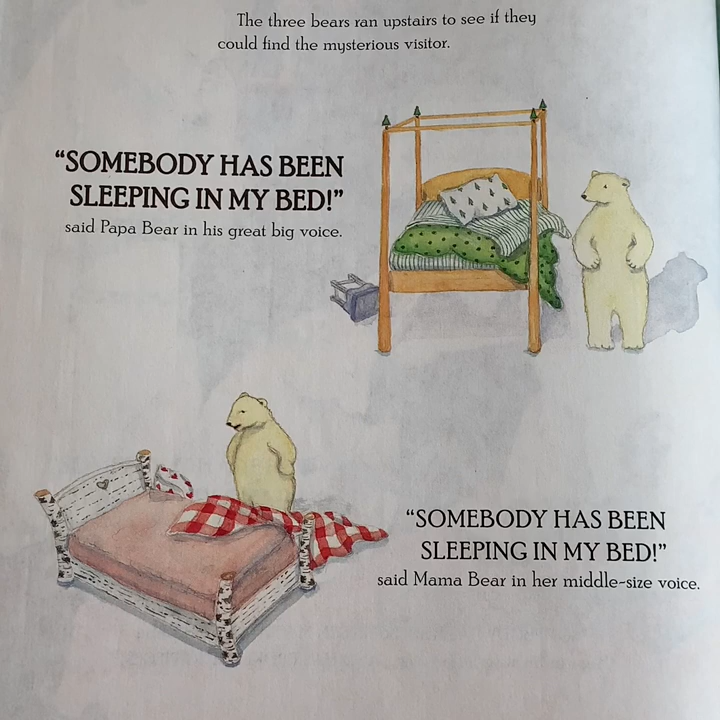 The three bears ran upstairs to see if they
could find the mysterious visitor.
“SOMEBODY HAS BEEN
SLEEPING IN MY BED!”
said Papa Bear in his great big voice.
“SOMEBODY HAS BEEN
SLEEPING IN MY BED!”
said Mama Bear in her middle-size voice.